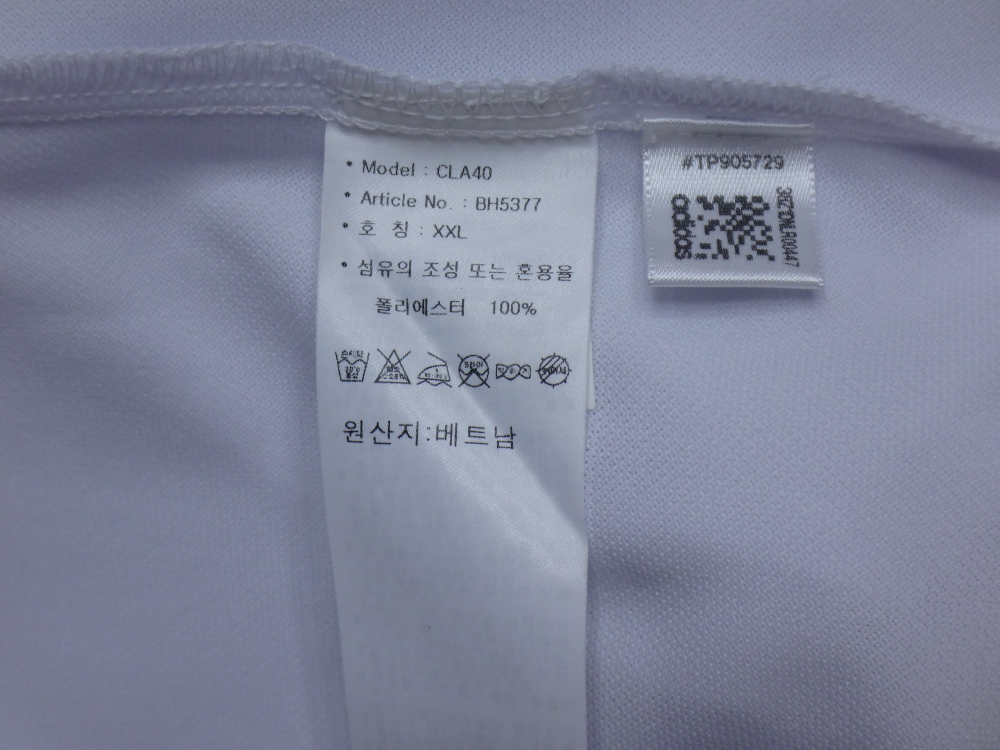 • Model : CLA40
• Article No. : BH5377
• 호 칭 : XXL
• 섬유의 조성 또는 혼용율
폴리에스터 100%
원산지:베트남
#TP905729
adidas